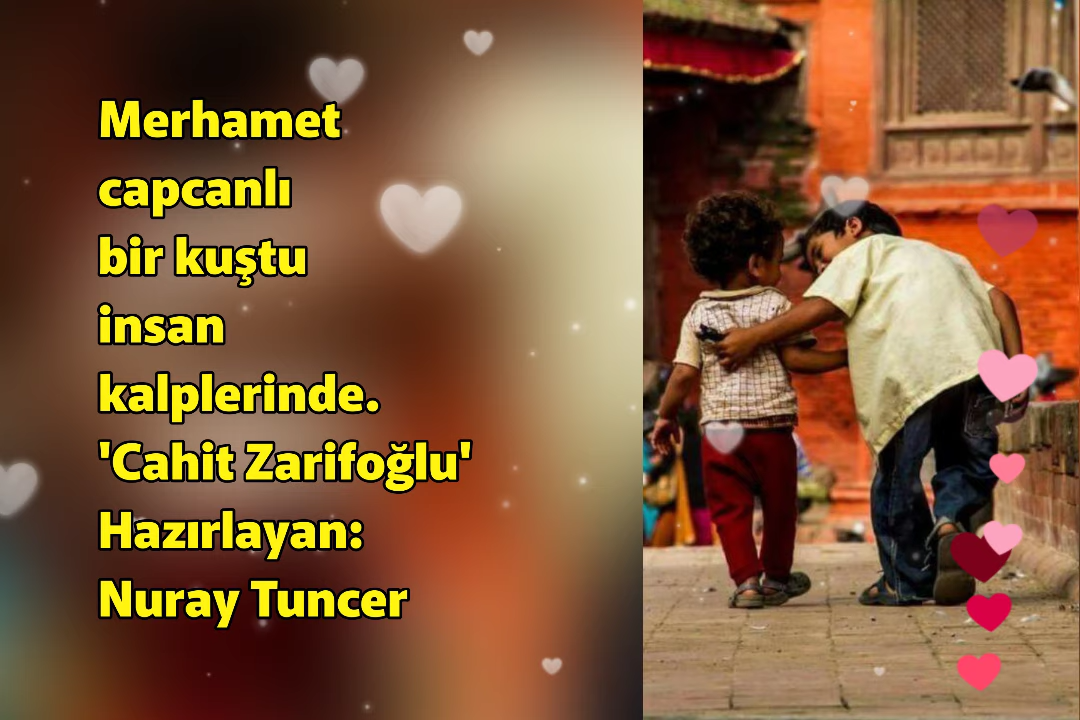 Merhamet
capcanlı
bir kuştu
insan
kalplerinde.
'Cahit Zarifoğlu'
Hazırlayan:
Nuray Tuncer